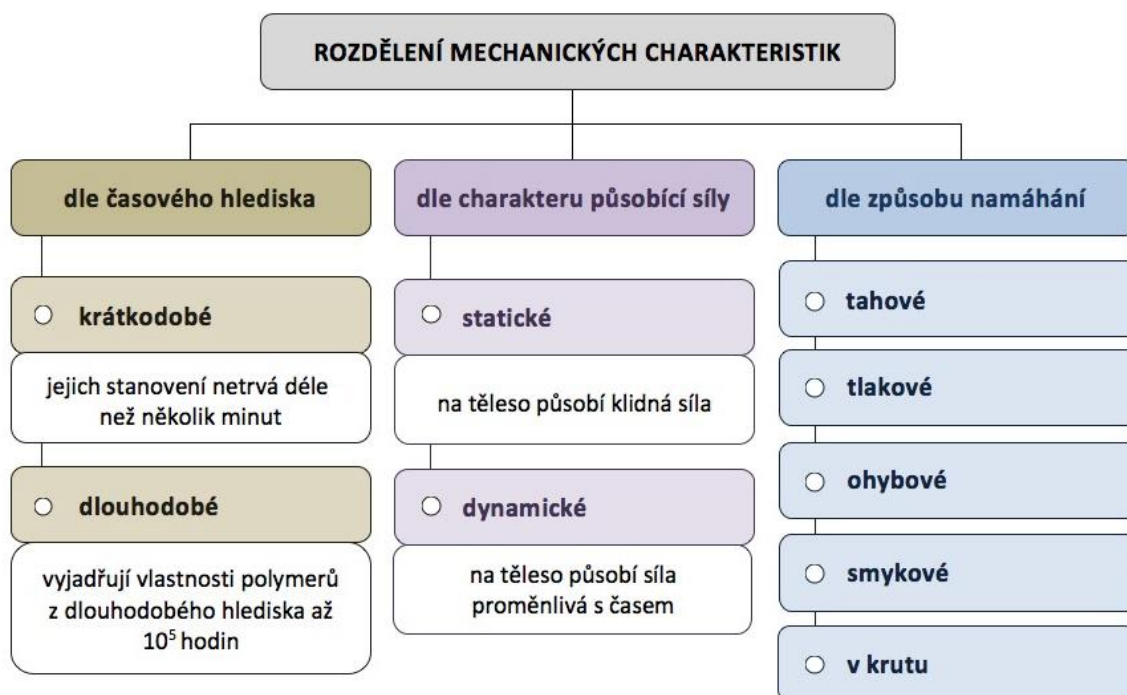 ROZDĚLENÍ MECHANICKÝCH CHARAKTERISTIK
dle časového hlediska
krátkodobé
jejich stanovení netrvá déle
než několik minut
dlouhodobé
vyjadřují vlastnosti polymerů
z dlouhodobého hlediska až
10⁵ hodin
dle charakteru působící síly
statické
na těleso působí klidná síla
dynamické
na těleso působí síla
proměnlivá s časem
dle způsobu namáhání
tahové
tlakové
ohybové
smykové
v krutu